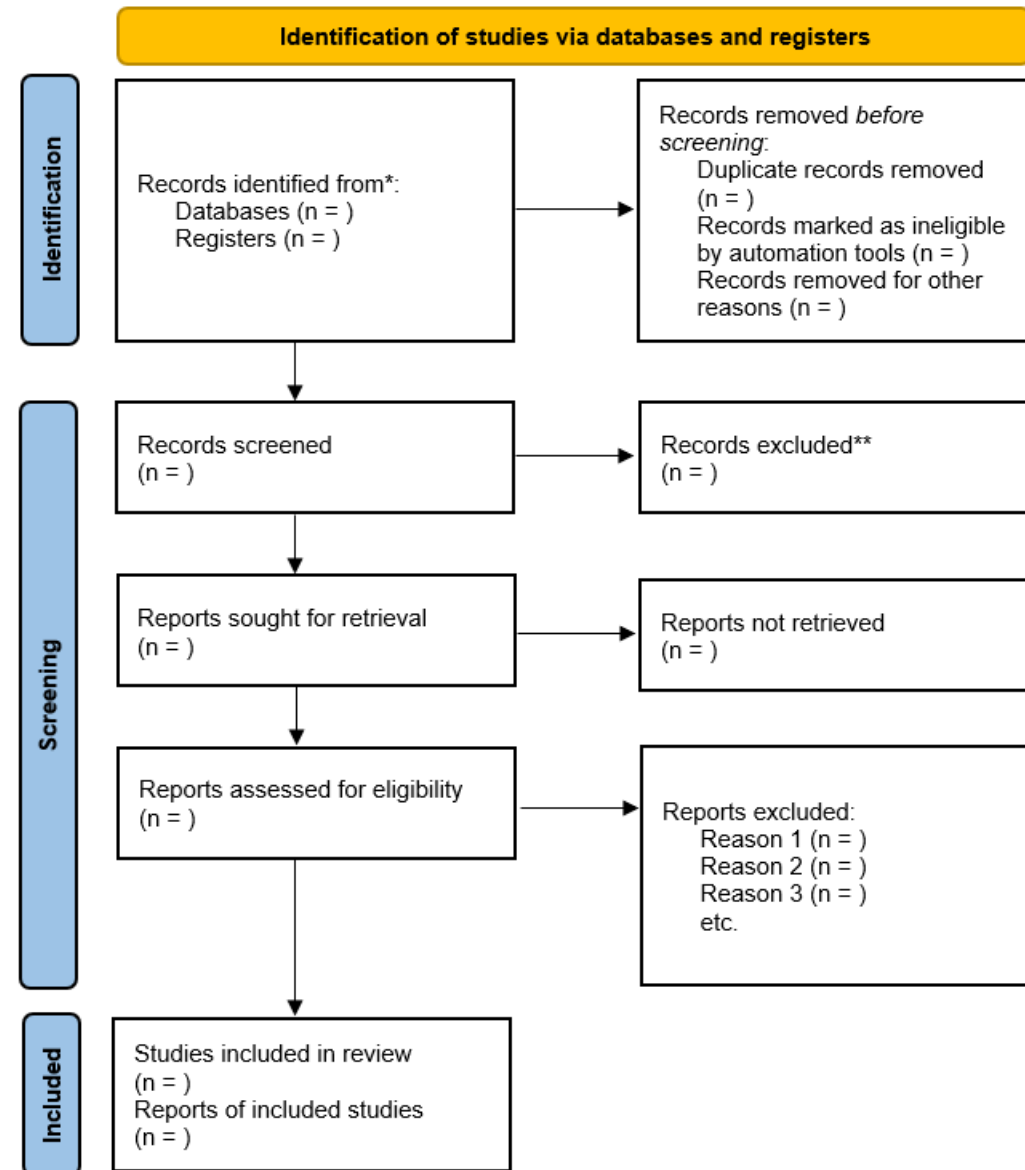 Identification of studies via databases and registers
Identification
Records identified from*:
Databases (n = )
Registers (n = )
Records removed before
screening:
Duplicate records removed
(n = )
Records marked as ineligible
by automation tools (n = )
Records removed for other
reasons (n = )
Screening
Records screened
(n = )
Records excluded**
(n = )
Reports sought for retrieval
(n = )
Reports not retrieved
(n = )
Reports assessed for eligibility
(n = )
Reports excluded:
Reason 1 (n = )
Reason 2 (n = )
Reason 3 (n = )
etc.
Included
Studies included in review
(n = )
Reports of included studies
(n = )